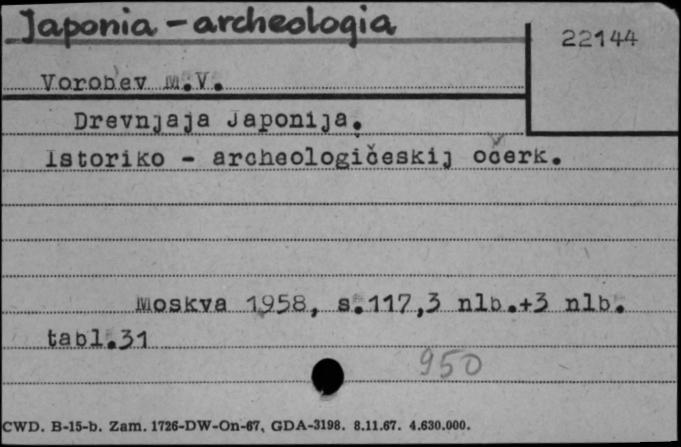 Japonia - archeologia
22144
Vorobev M.V.
Drevnjaja Japonija.
Istoriko - archeologičeskij očerk.
Moskva 1958, s.117,3 nlb.+3 nlb.
tabl.31
950
CWD. B-15-b. Zam. 1726-DW-On-67, GDA-3198. 8.11.67. 4.630.000.